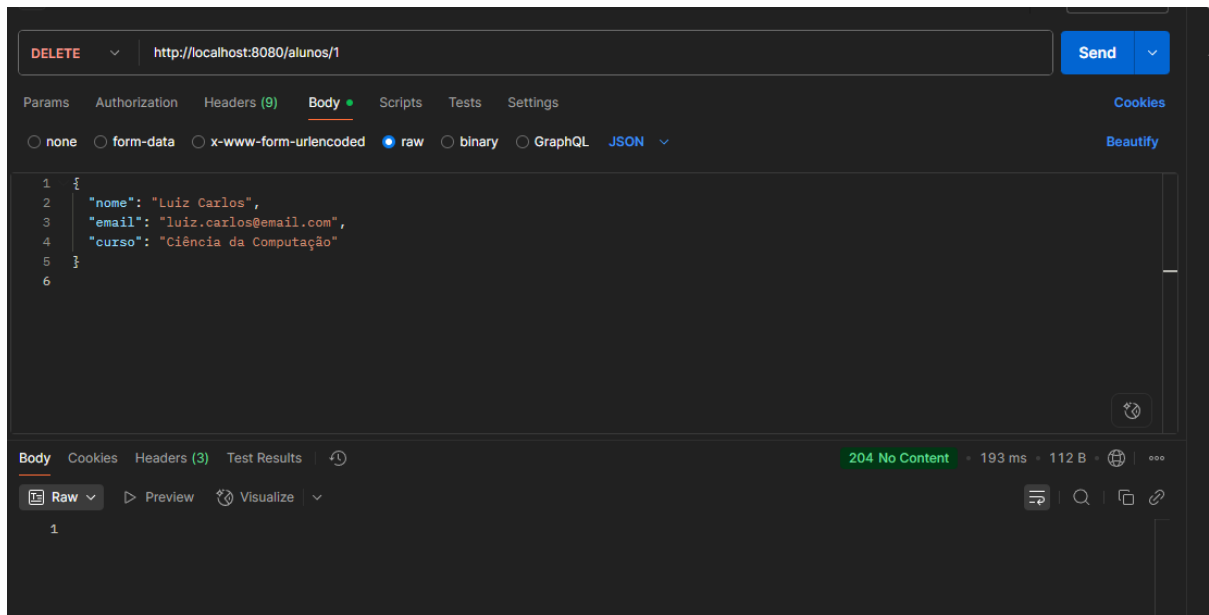 DELETE http://localhost:8080/alunos/1 Send
Params Authorization Headers (9) Body Scripts Tests Settings Cookies
none form-data x-www-form-urlencoded raw binary GraphQL JSON Beautify
1 {
2 "nome": "Luiz Carlos",
3 "email": "luiz.carlos@email.com",
4 "curso": "Ciência da Computação"
5 }
6
Body Cookies Headers (3) Test Results 204 No Content • 193 ms • 112 B •
Raw Preview Visualize
1